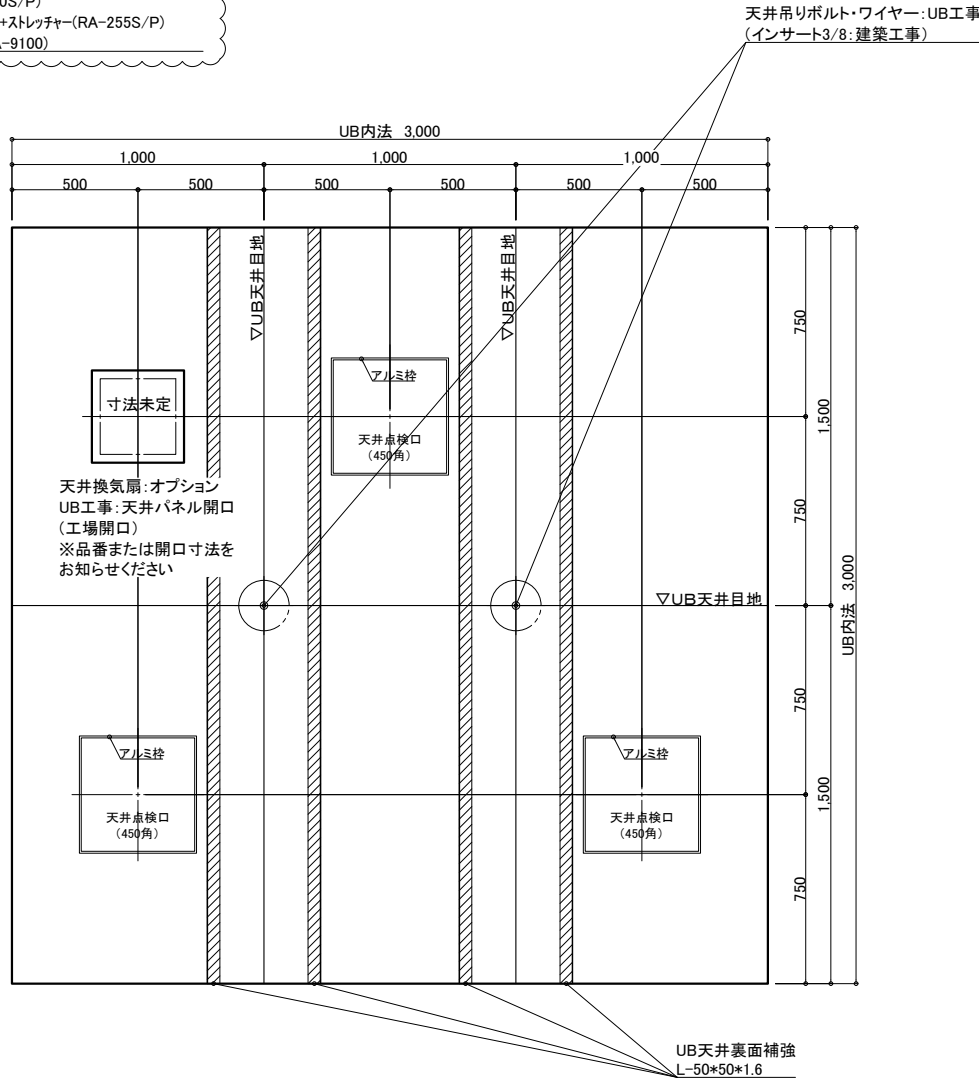 +ストレッチャー(RA-255S/P)
天井吊りボルト・ワイヤー:UB工事
(インサート3/8:建築工事)
UB内法 3,000
1,000
1,000
1,000
500
500
500
500
500
500
▽UB天井目地
▽UB天井目地
750
アルミ枠
寸法未定
1,500
天井点検口
(450角)
天井換気扇:オプション
UB工事:天井パネル開口
(工場開口)
※品番または開口寸法を
お知らせください
750
▽UB天井目地
UB内法 3,000
750
アルミ枠
アルミ枠
天井点検口
(450角)
天井点検口
(450角)
1,500
750
UB天井裏面補強
L-50*50*1.6